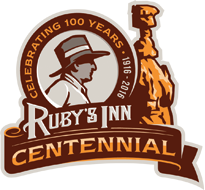 CELEBRATING 100 YEARS · 1916 - 2016
RUBY'S INN
CENTENNIAL